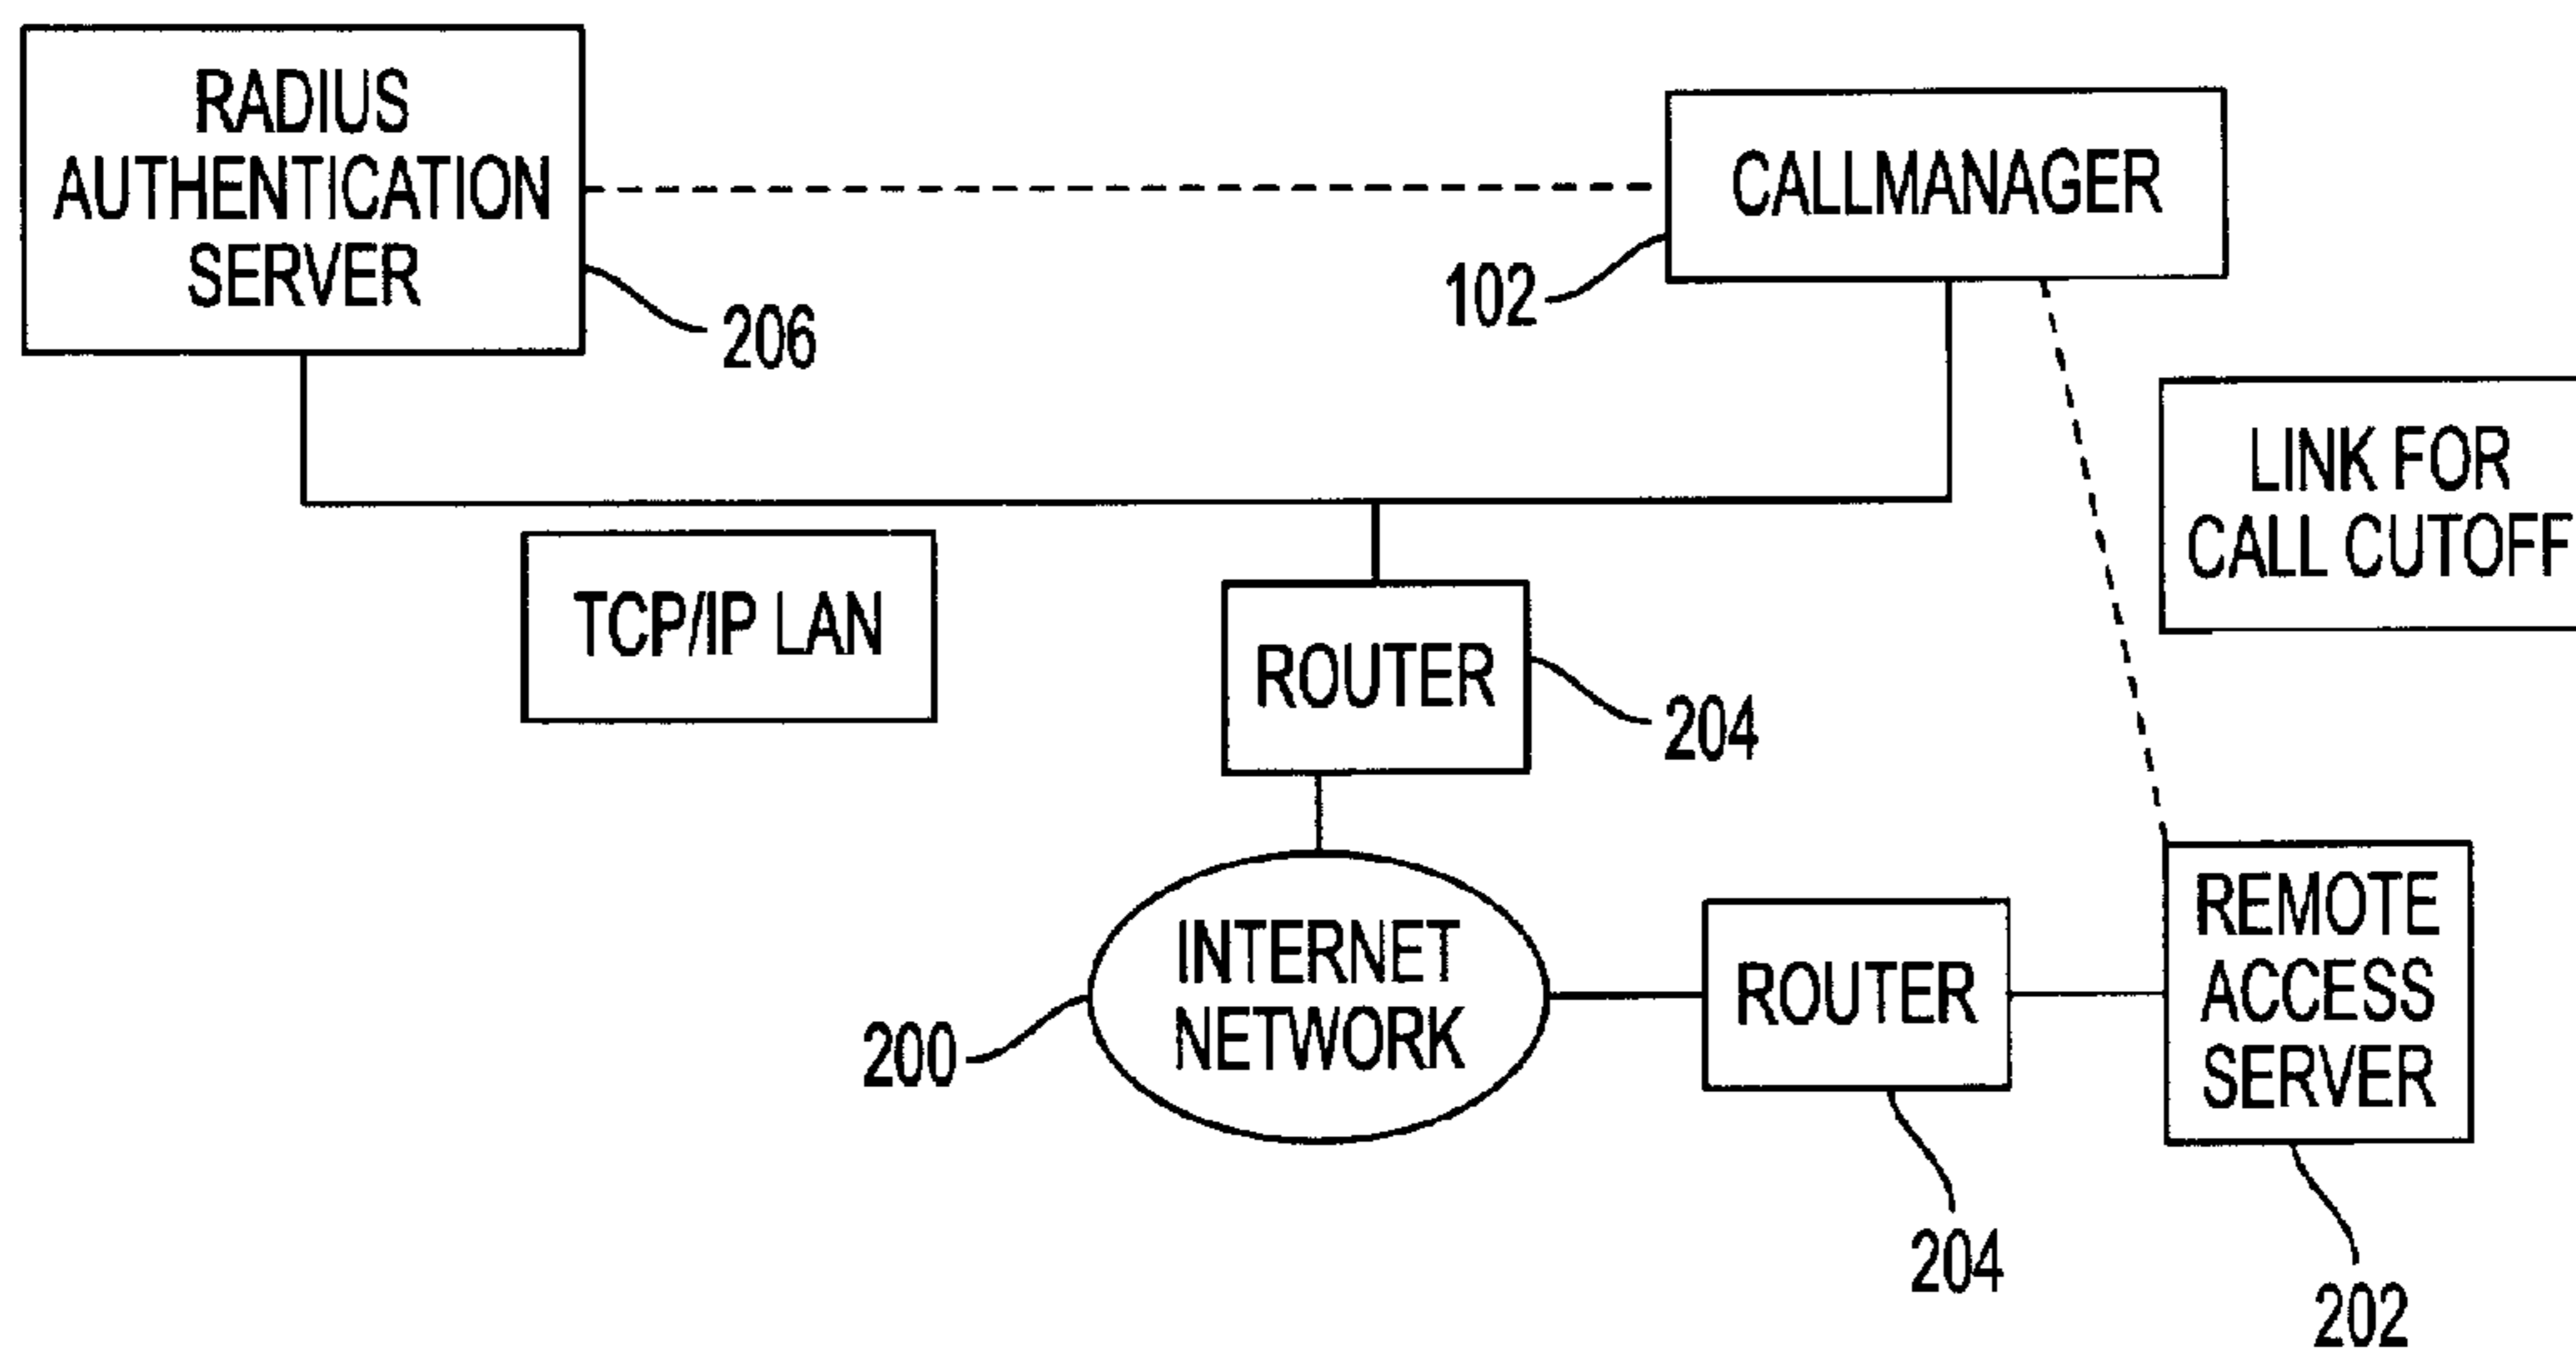 RADIUS
AUTHENTICATION
SERVER
206
CALLMANAGER
102
LINK FOR
CALL CUTOFF
TCP/IP LAN
ROUTER
204
INTERNET
NETWORK
200
ROUTER
204
REMOTE
ACCESS
SERVER
202